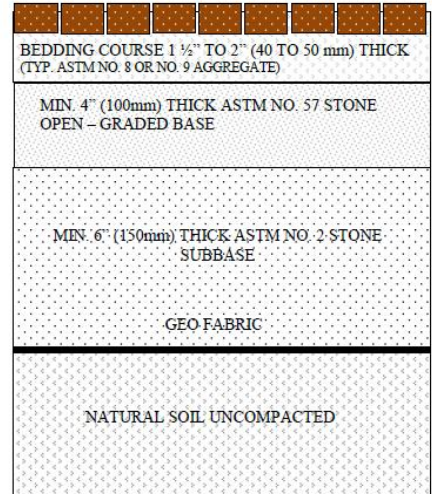 BEDDING COURSE 1 ½” TO 2” (40 TO 50 mm) THICK
(TYP. ASTM NO. 8 OR NO. 9 AGGREGATE)
MIN. 4” (100mm) THICK ASTM NO. 57 STONE
OPEN – GRADED BASE
MIN. 6” (150mm) THICK ASTM NO. 2 STONE
SUBBASE
GEO FABRIC
NATURAL SOIL UNCOMPACTED